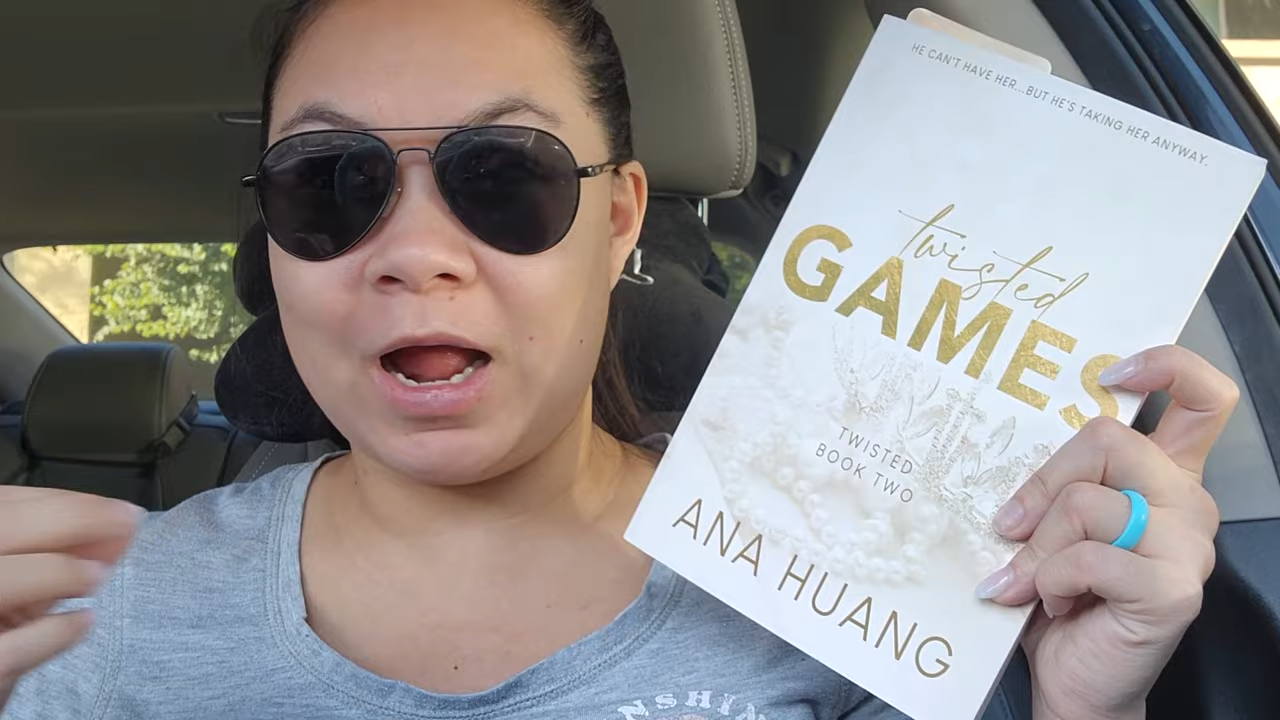 HE CAN'T HAVE HER...BUT HE'S TAKING HER ANYWAY.
twisted
GAMES
TWISTED
BOOK TWO
ANA HUANG